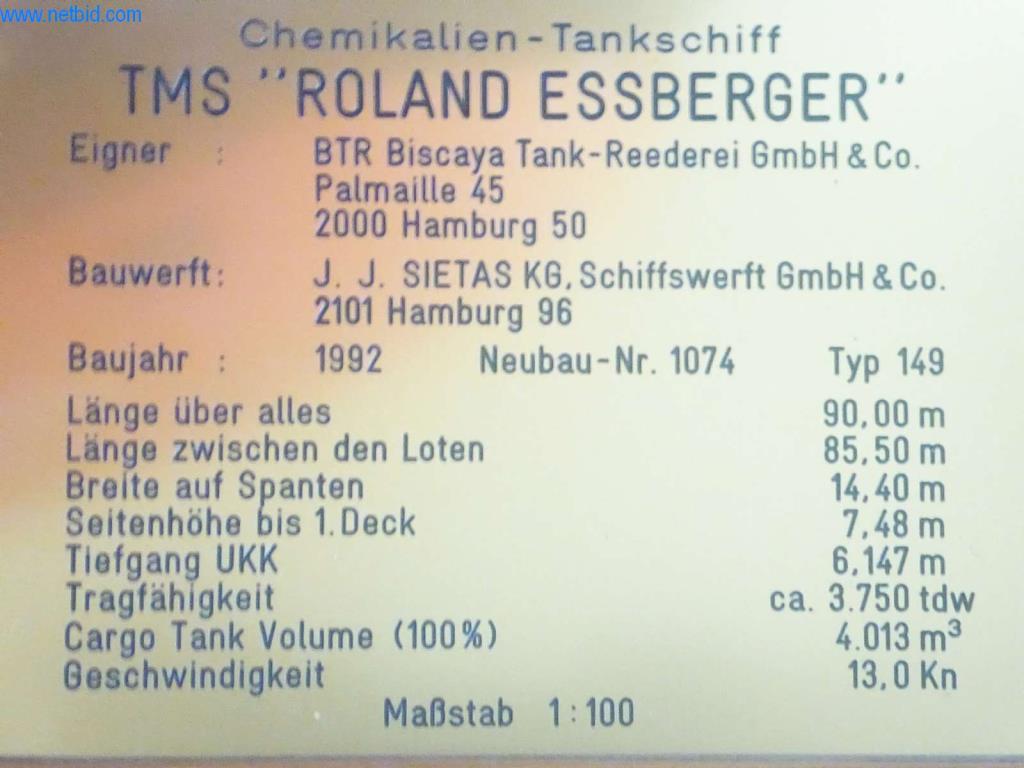 www.netbid.com
Chemikalien-Tankschiff
TMS "ROLAND ESSBERGER"
Eigner : BTR Biscaya Tank-Reederei GmbH & Co.
Palmaille 45
2000 Hamburg 50
Bauwerft: J. J. SIETAS KG, Schiffswerft GmbH & Co.
2101 Hamburg 96
Baujahr : 1992 Neubau-Nr. 1074 Typ 149
Länge über alles 90,00 m
Länge zwischen den Loten 85,50 m
Breite auf Spanten 14,40 m
Seitenhöhe bis 1. Deck 7,48 m
Tiefgang UKK 6,147 m
Tragfähigkeit ca. 3.750 tdw
Cargo Tank Volume (100%) 4.013 m³
Geschwindigkeit 13,0 Kn
Maßstab 1:100